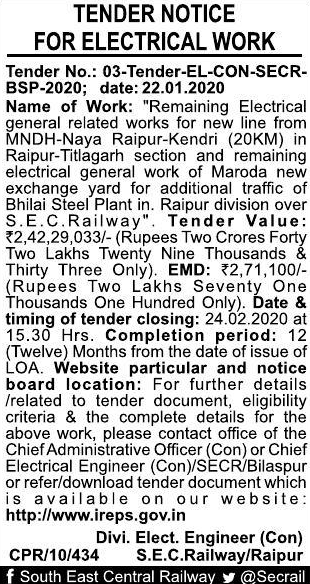 TENDER NOTICE
FOR ELECTRICAL WORK
Tender No.: 03-Tender-EL-CON-SECR-
BSP-2020; date: 22.01.2020
Name of Work: "Remaining Electrical
general related works for new line from
MNDH-Naya Raipur-Kendri (20KM) in
Raipur-Titlagarh section and remaining
electrical general work of Maroda new
exchange yard for additional traffic of
Bhilai Steel Plant in. Raipur division over
S.E.C.Railway". Tender Value:
₹2,42,29,033/- (Rupees Two Crores Forty
Two Lakhs Twenty Nine Thousands &
Thirty Three Only). EMD: ₹2,71,100/-
(Rupees Two Lakhs Seventy One
Thousands One Hundred Only). Date &
timing of tender closing: 24.02.2020 at
15.30 Hrs. Completion period: 12
(Twelve) Months from the date of issue of
LOA. Website particular and notice
board location: For further details
/related to tender document, eligibility
criteria & the complete details for the
above work, please contact office of the
Chief Administrative Officer (Con) or Chief
Electrical Engineer (Con)/SECR/Bilaspur
or refer/download tender document which
is available on our website:
http://www.ireps.gov.in
Divi. Elect. Engineer (Con)
CPR/10/434 S.E.C.Railway/Raipur
f South East Central Railway @Secrail